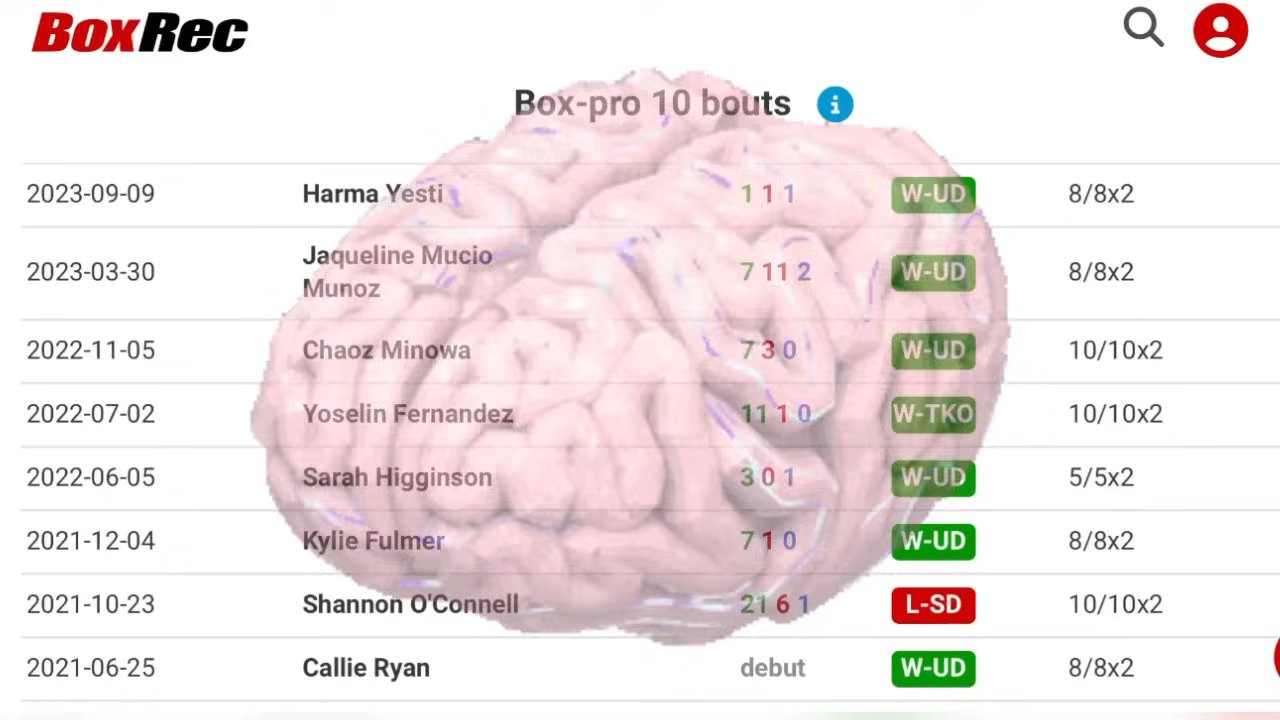 BoxRec
Box-pro 10 bouts i
2023-09-09 Harma Yesti 1 1 1 W-UD 8/8x2
2023-03-30 Jaqueline Mucio Munoz 7 11 2 W-UD 8/8x2
2022-11-05 Chaoz Minowa 7 3 0 W-UD 10/10x2
2022-07-02 Yoselin Fernandez 11 1 0 W-TKO 10/10x2
2022-06-05 Sarah Higginson 3 0 1 W-UD 5/5x2
2021-12-04 Kylie Fulmer 7 1 0 W-UD 8/8x2
2021-10-23 Shannon O'Connell 21 6 1 L-SD 10/10x2
2021-06-25 Callie Ryan debut W-UD 8/8x2